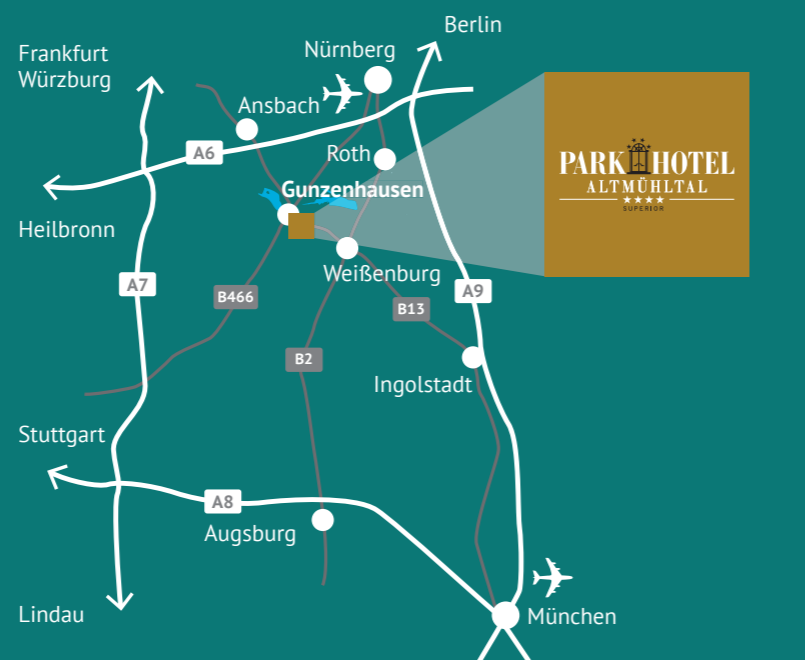 Berlin
Frankfurt
Würzburg
Nürnberg
Ansbach
A6
Roth
PARK HOTEL
ALTMÜHLTAL
SUPERIOR
Gunzenhausen
Heilbronn
Weißenburg
A7
B466
A9
B13
B2
Ingolstadt
Stuttgart
A8
Augsburg
Lindau
München